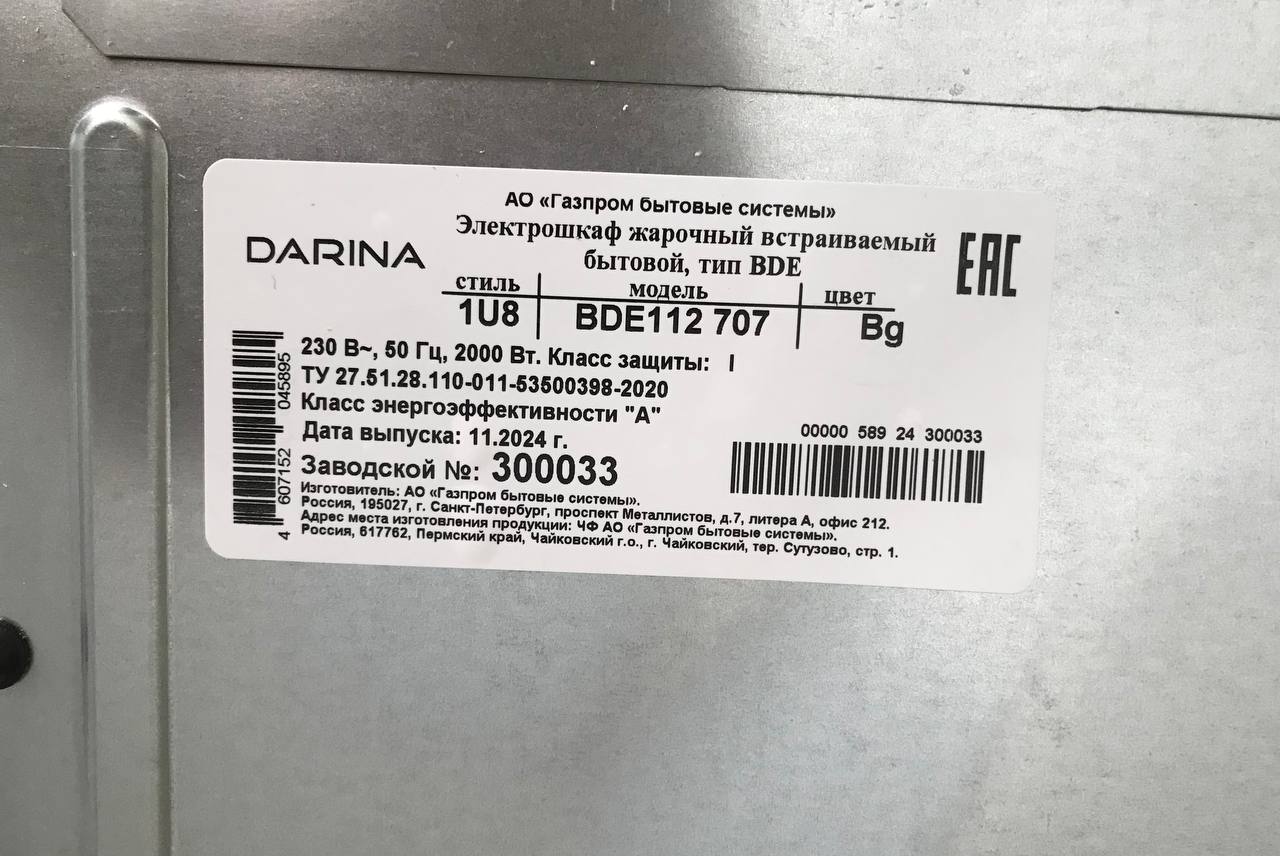 АО «Газпром бытовые системы»
DARINA
Электрошкаф жарочный встраиваемый
бытовой, тип BDE
EAC
стиль модель цвет
1U8 BDE112 707 Bg
230 В~, 50 Гц, 2000 Вт. Класс защиты: I
ТУ 27.51.28.110-011-53500398-2020
Класс энергоэффективности "А"
Дата выпуска: 11.2024 г.
Заводской №: 300033
00000 589 24 300033
4 607152 045895
Изготовитель: АО «Газпром бытовые системы».
Россия, 195027, г. Санкт-Петербург, проспект Металлистов, д.7, литера А, офис 212.
Адрес места изготовления продукции: ЧФ АО «Газпром бытовые системы».
Россия, 617762, Пермский край, Чайковский г.о., г. Чайковский, тер. Сутузово, стр. 1.